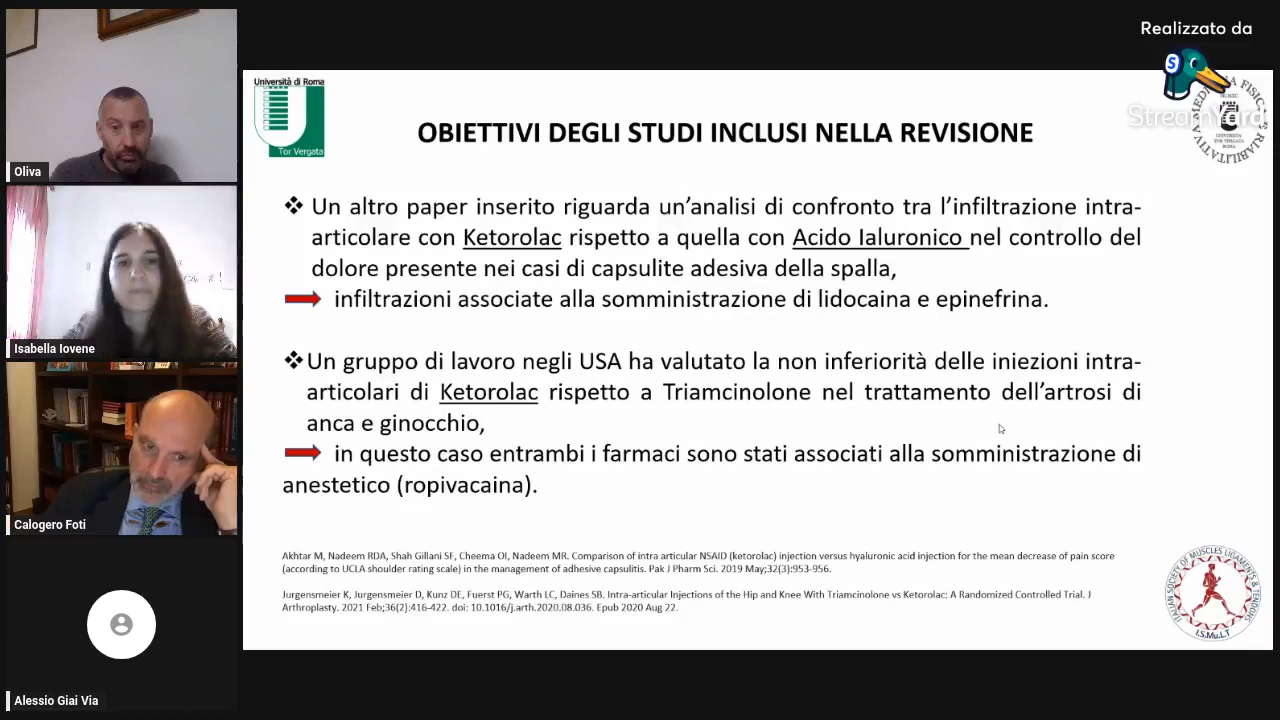 Realizzato da
StreamYard
Università di Roma
Tor Vergata
OBIETTIVI DEGLI STUDI INCLUSI NELLA REVISIONE
❖ Un altro paper inserito riguarda un’analisi di confronto tra l’infiltrazione intra-
articolare con Ketorolac rispetto a quella con Acido Ialuronico nel controllo del
dolore presente nei casi di capsulite adesiva della spalla,
infiltrazioni associate alla somministrazione di lidocaina e epinefrina.
❖Un gruppo di lavoro negli USA ha valutato la non inferiorità delle iniezioni intra-
articolari di Ketorolac rispetto a Triamcinolone nel trattamento dell’artrosi di
anca e ginocchio,
in questo caso entrambi i farmaci sono stati associati alla somministrazione di
anestetico (ropivacaina).
Akhtar M, Nadeem RDA, Shah Gillani SF, Cheema OI, Nadeem MR. Comparison of intra articular NSAID (ketorolac) injection versus hyaluronic acid injection for the mean decrease of pain score
(according to UCLA shoulder rating scale) in the management of adhesive capsulitis. Pak J Pharm Sci. 2019 May;32(3):953-956.
Jurgensmeier K, Jurgensmeier D, Kunz DE, Fuerst PG, Warth LC, Daines SB. Intra-articular Injections of the Hip and Knee With Triamcinolone vs Ketorolac: A Randomized Controlled Trial. J
Arthroplasty. 2021 Feb;36(2):416-422. doi: 10.1016/j.arth.2020.08.036. Epub 2020 Aug 22.
ITALIAN SOCIETY OF MUSCLES LIGAMENTS & TENDONS
I.S.Mu.L.T
Oliva
Isabella Iovene
Calogero Foti
Alessio Giai Via